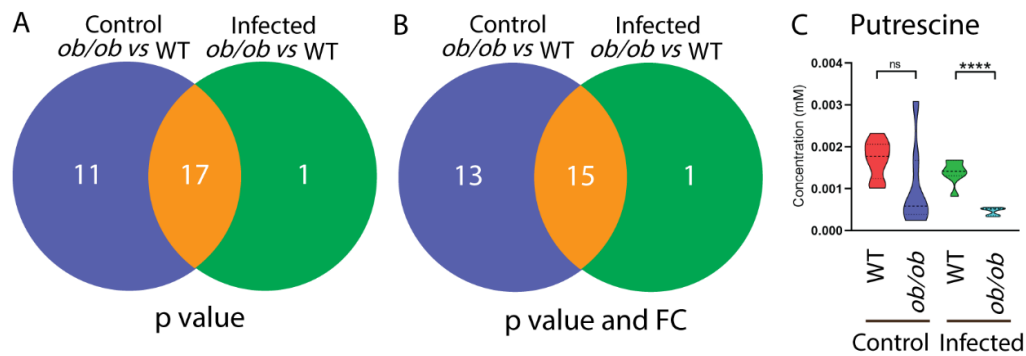 A
Control
ob/ob vs WT
Infected
ob/ob vs WT
11
17
1
p value
B
Control
ob/ob vs WT
Infected
ob/ob vs WT
13
15
1
p value and FC
C
Putrescine
Concentration (mM)
0.004
0.003
0.002
0.001
0.000
ns
****
WT
ob/ob
WT
ob/ob
Control
Infected